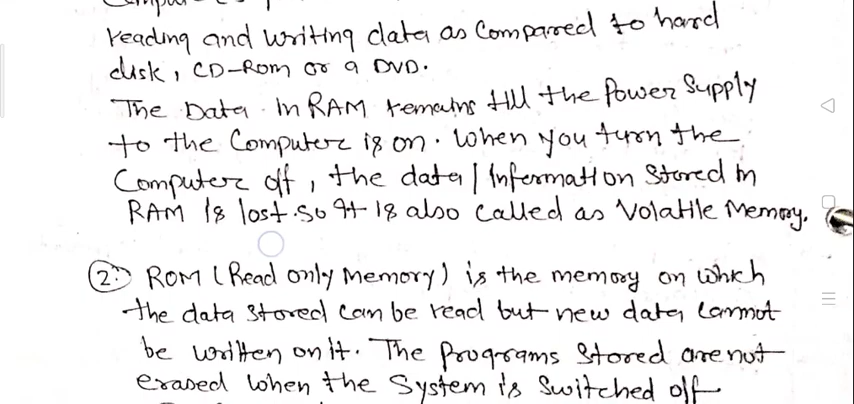 reading and writing data as Compared to hard
disk, CD-Rom or a DVD.
The Data In RAM remains till the Power Supply
to the Computer is on. When you turn the
Computer off, the data/Information Stored in
RAM is lost. So It is also called as Volatile Memory.
2. ROM (Read only Memory) is the memory on which
the data stored can be read but new data cannot
be written on it. The Programs Stored are not
erased when the System is Switched off